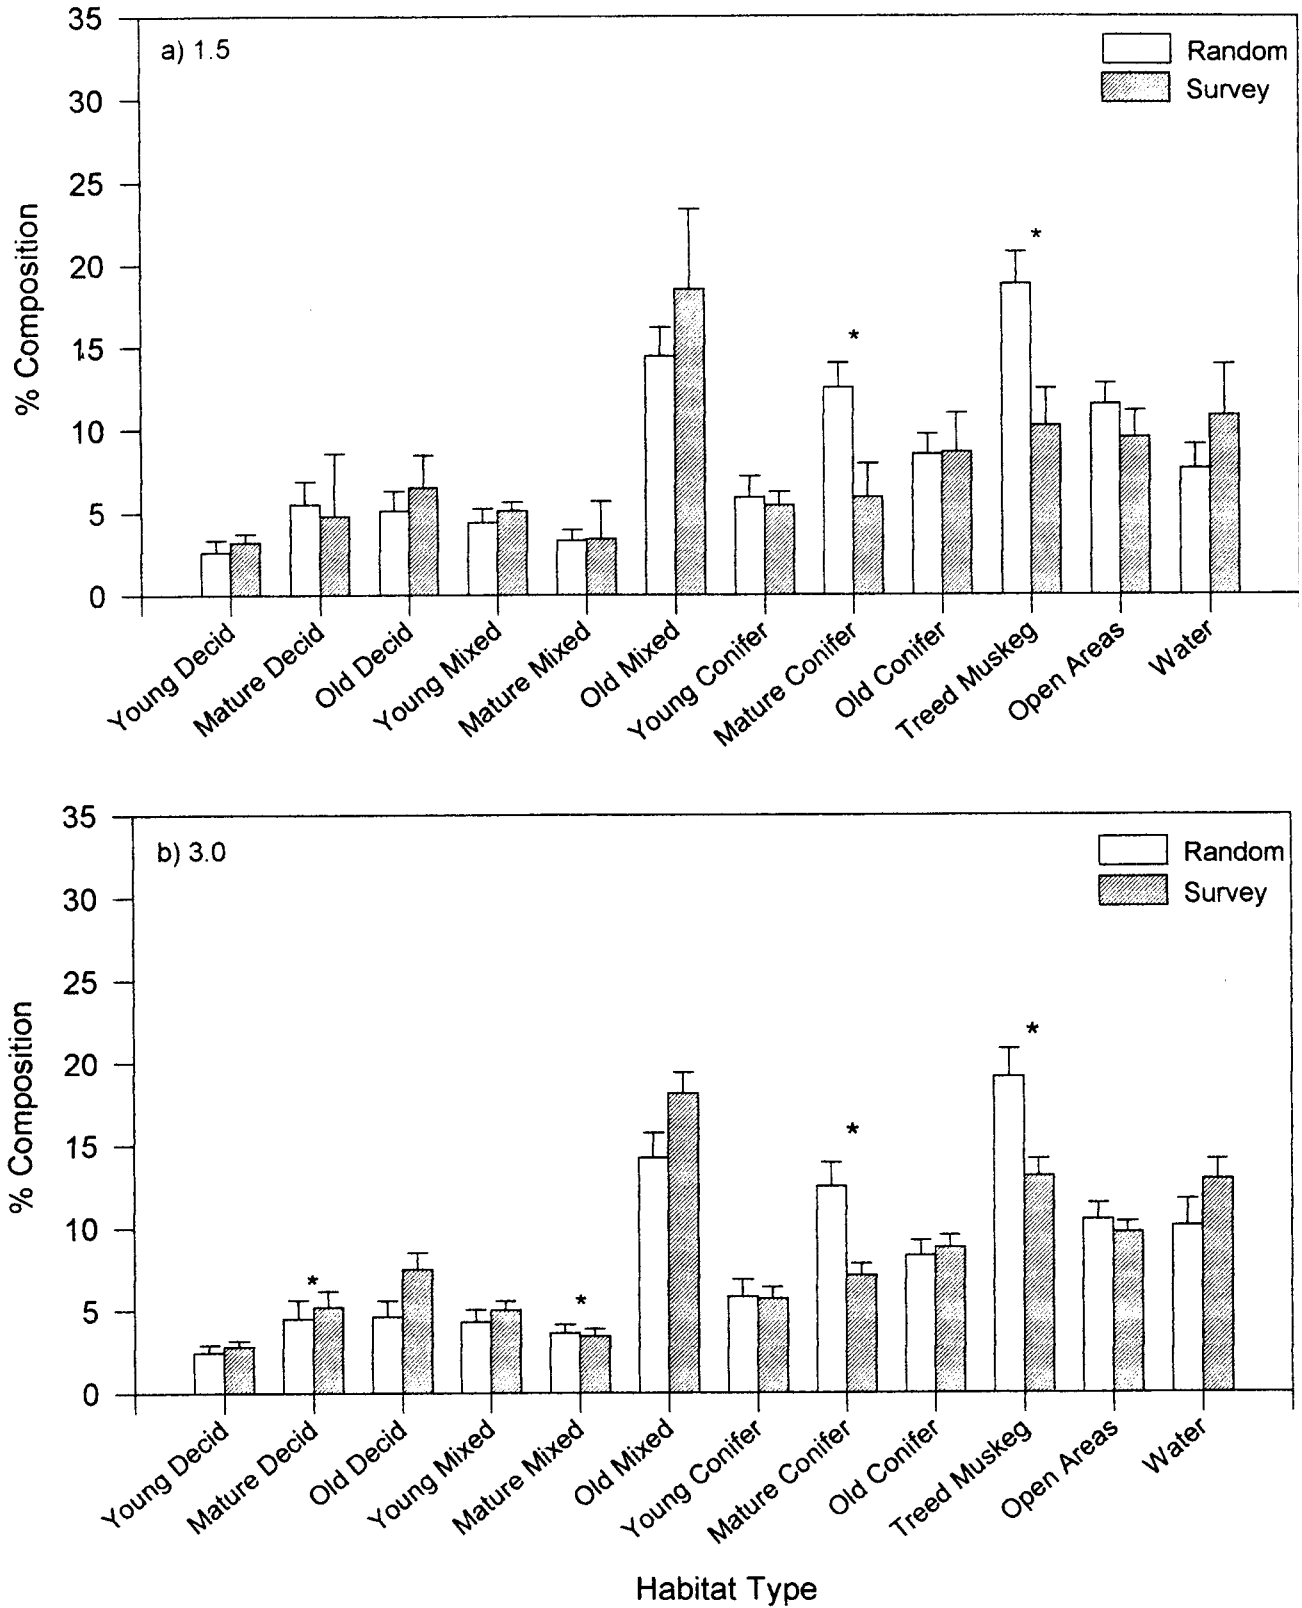 35
a) 1.5
Random
Survey
30
25
20
15
10
5
0
% Composition
*
*
Young Decid
Mature Decid
Old Decid
Young Mixed
Mature Mixed
Old Mixed
Young Conifer
Mature Conifer
Old Conifer
Treed Muskeg
Open Areas
Water
35
b) 3.0
Random
Survey
30
25
20
15
10
5
0
% Composition
*
*
*
*
Young Decid
Mature Decid
Old Decid
Young Mixed
Mature Mixed
Old Mixed
Young Conifer
Mature Conifer
Old Conifer
Treed Muskeg
Open Areas
Water
Habitat Type